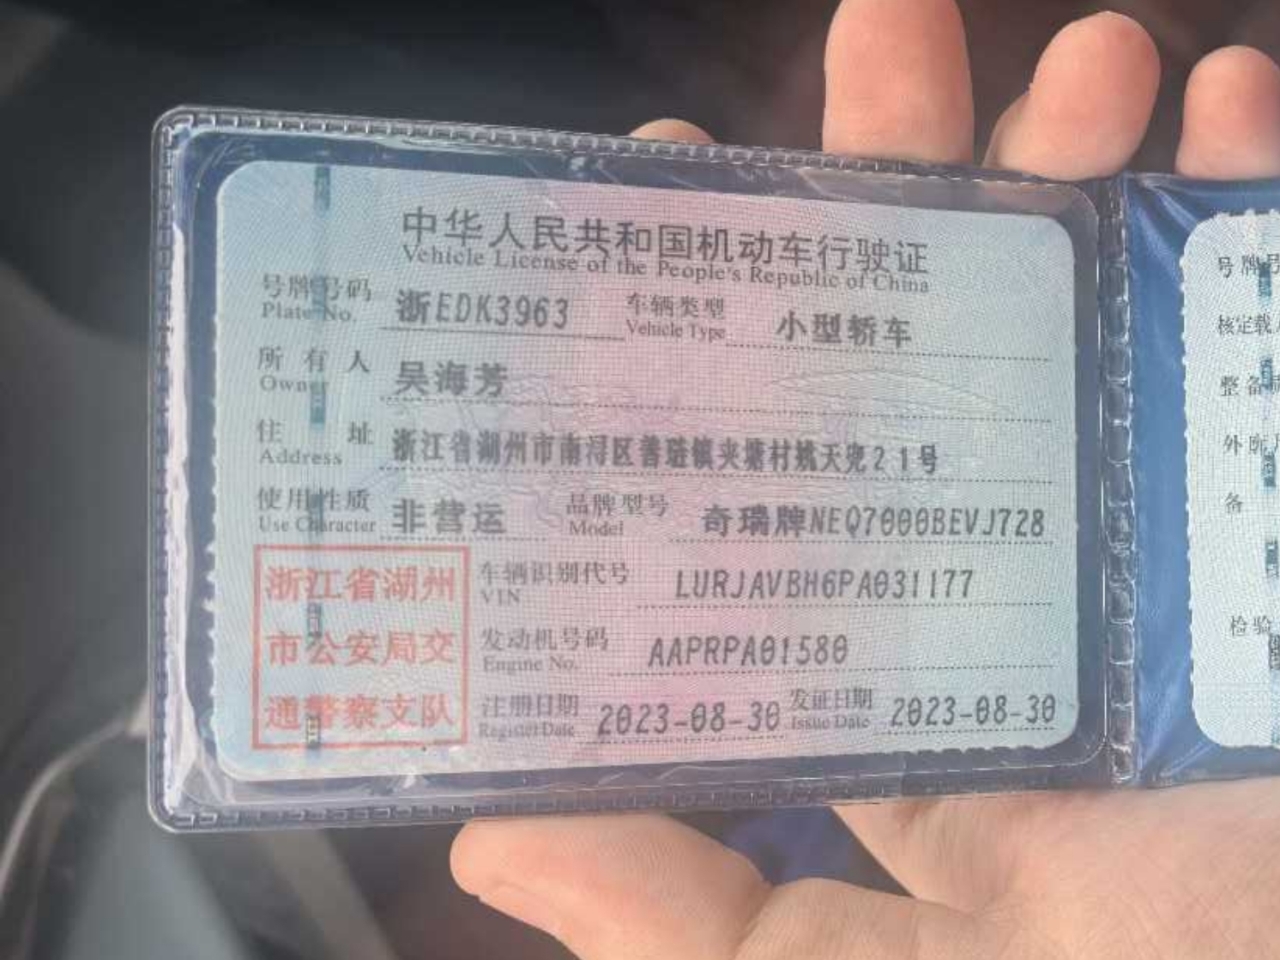 中华人民共和国机动车行驶证
Vehicle License of the People's Republic of China
号牌号码 浙EDK3963 车辆类型 小型轿车
Plate No. Vehicle Type
所有人 吴海芳
Owner
住址 浙江省湖州市南浔区善琏镇夹塘村姚天兜21号
Address
使用性质 非营运 品牌型号 奇瑞牌NEQ7000BEVJ728
Use Character Model
浙江省湖州
市公安局交
通警察支队
车辆识别代号 LURJAVBH6PA031177
VIN
发动机号码 AAPRPA01580
Engine No.
注册日期 2023-08-30 发证日期 2023-08-30
Register Date Issue Date
号牌号
核定载
整备
外廓
备
检验